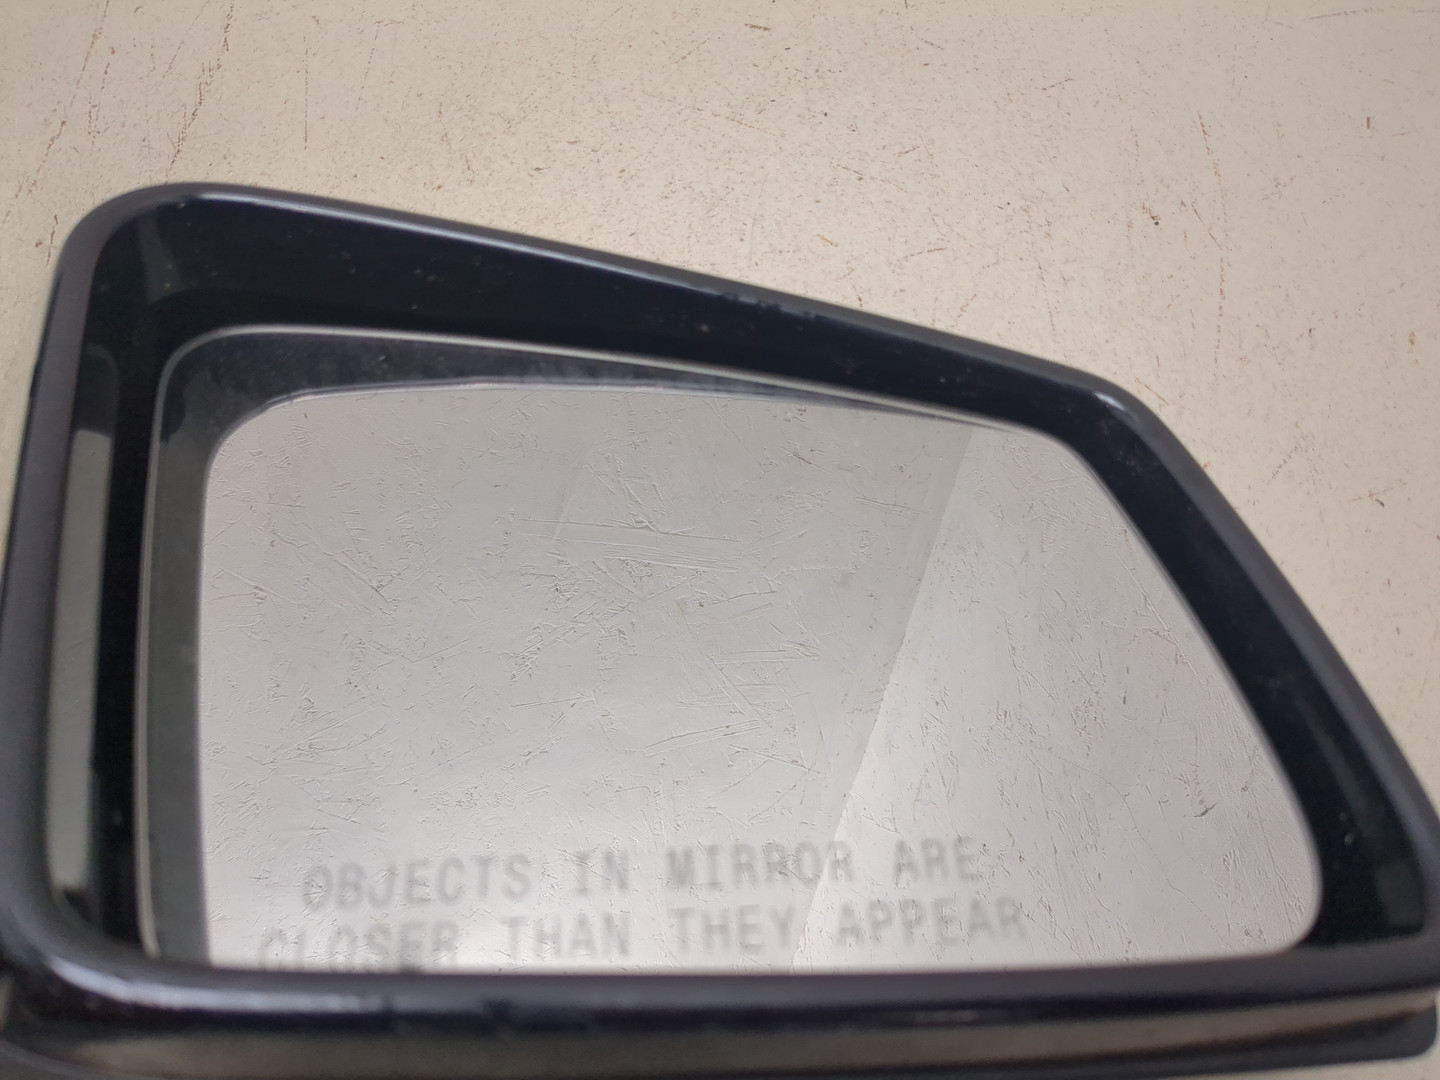 OBJECTS IN MIRROR ARE
CLOSER THAN THEY APPEAR